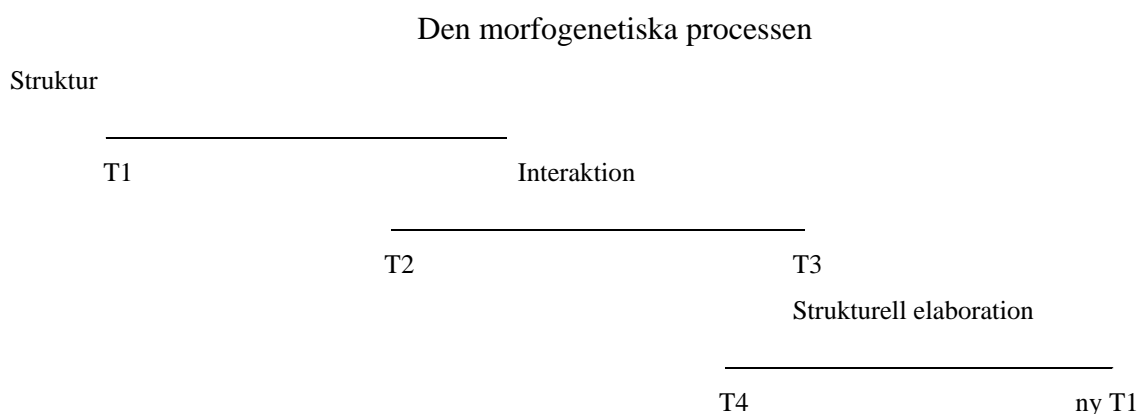 Den morfogenetiska processen
Struktur
T1 Interaktion
T2 T3
Strukturell elaboration
T4 ny T1